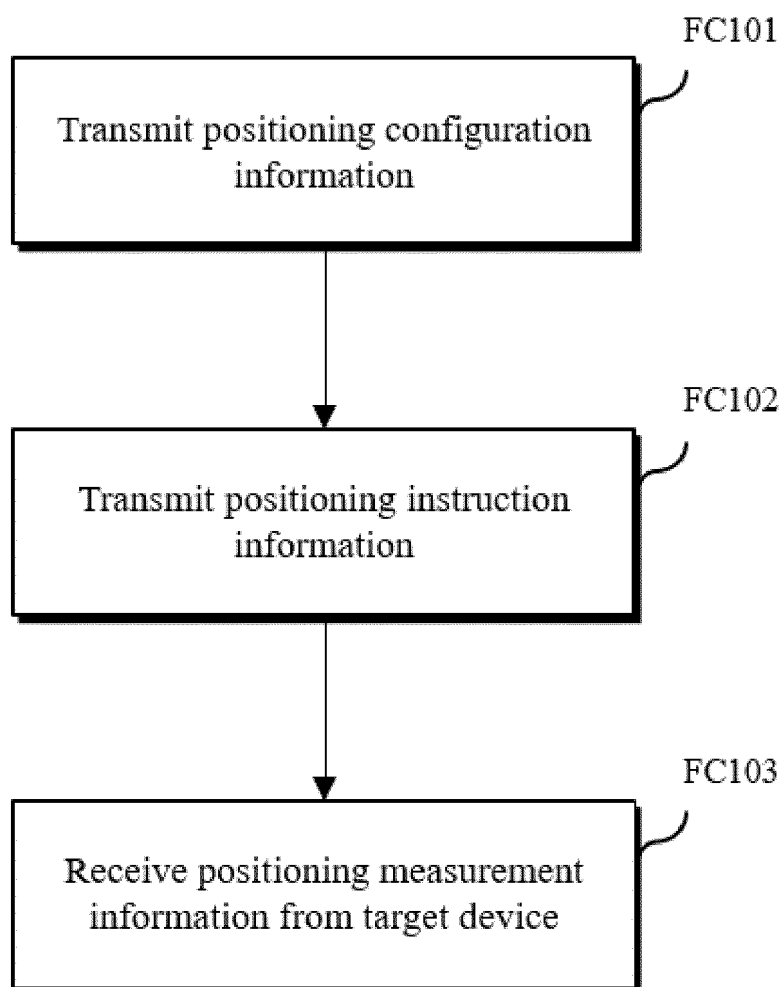 FC101
Transmit positioning configuration
information
FC102
Transmit positioning instruction
information
FC103
Receive positioning measurement
information from target device